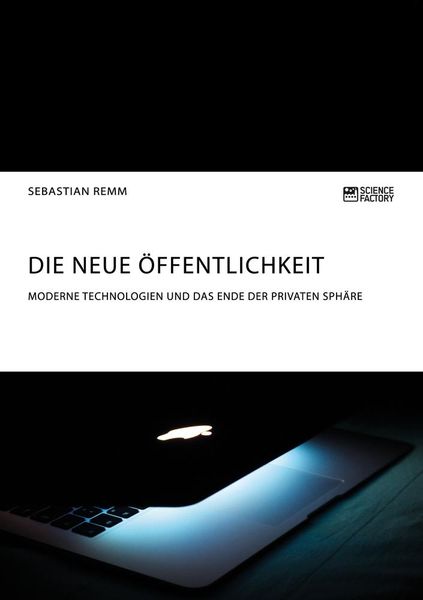 SEBASTIAN REMM
SCIENCE
FACTORY
DIE NEUE ÖFFENTLICHKEIT
MODERNE TECHNOLOGIEN UND DAS ENDE DER PRIVATEN SPHÄRE